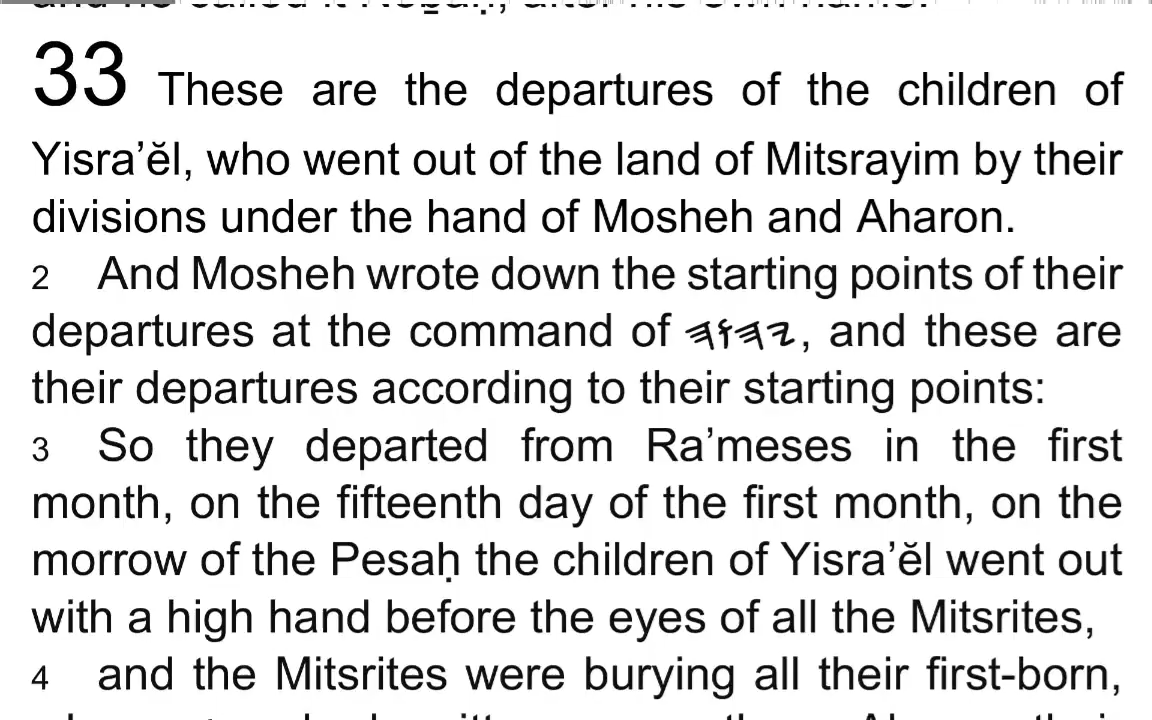 33 These are the departures of the children of
Yisra’ĕl, who went out of the land of Mitsrayim by their
divisions under the hand of Mosheh and Aharon.
2 And Mosheh wrote down the starting points of their
departures at the command of 𐤉𐤄𐤅𐤄, and these are
their departures according to their starting points:
3 So they departed from Ra’meses in the first
month, on the fifteenth day of the first month, on the
morrow of the Pesaḥ the children of Yisra’ĕl went out
with a high hand before the eyes of all the Mitsrites,
4 and the Mitsrites were burying all their first-born,